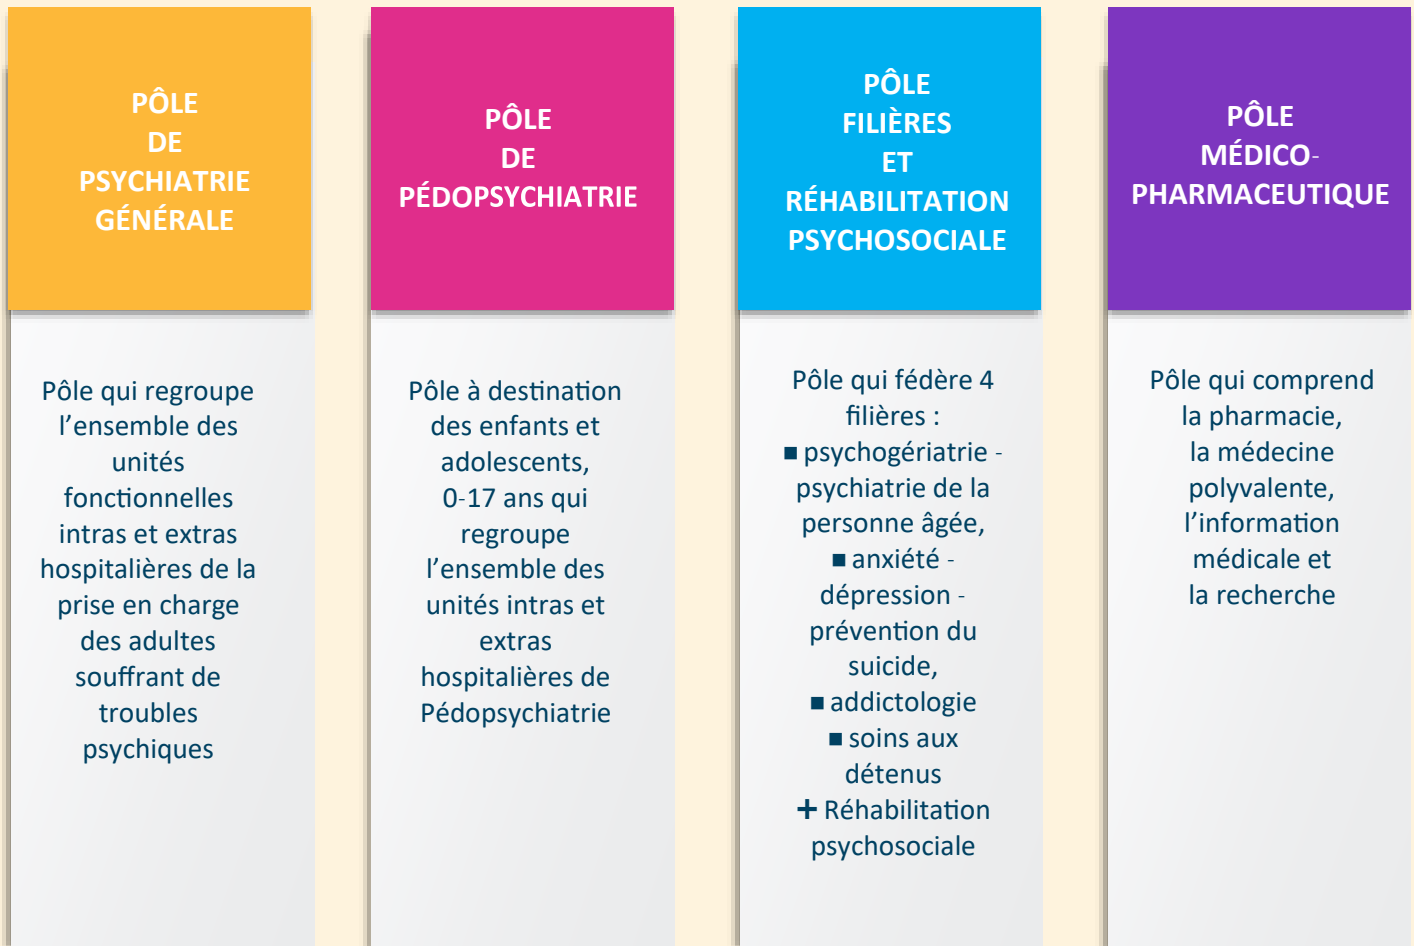 PÔLE
DE
PSYCHIATRIE
GÉNÉRALE
Pôle qui regroupe
l’ensemble des
unités
fonctionnelles
intras et extras
hospitalières de la
prise en charge
des adultes
souffrant de
troubles
psychiques
PÔLE
DE
PÉDOPSYCHIATRIE
Pôle à destination
des enfants et
adolescents,
0-17 ans qui
regroupe
l’ensemble des
unités intras et
extras
hospitalières de
Pédopsychiatrie
PÔLE
FILIÈRES
ET
RÉHABILITATION
PSYCHOSOCIALE
Pôle qui fédère 4
filières :
■ psychogériatrie -
psychiatrie de la
personne âgée,
■ anxiété -
dépression -
prévention du
suicide,
■ addictologie
■ soins aux
détenus
+ Réhabilitation
psychosociale
PÔLE
MÉDICO-
PHARMACEUTIQUE
Pôle qui comprend
la pharmacie,
la médecine
polyvalente,
l’information
médicale et
la recherche